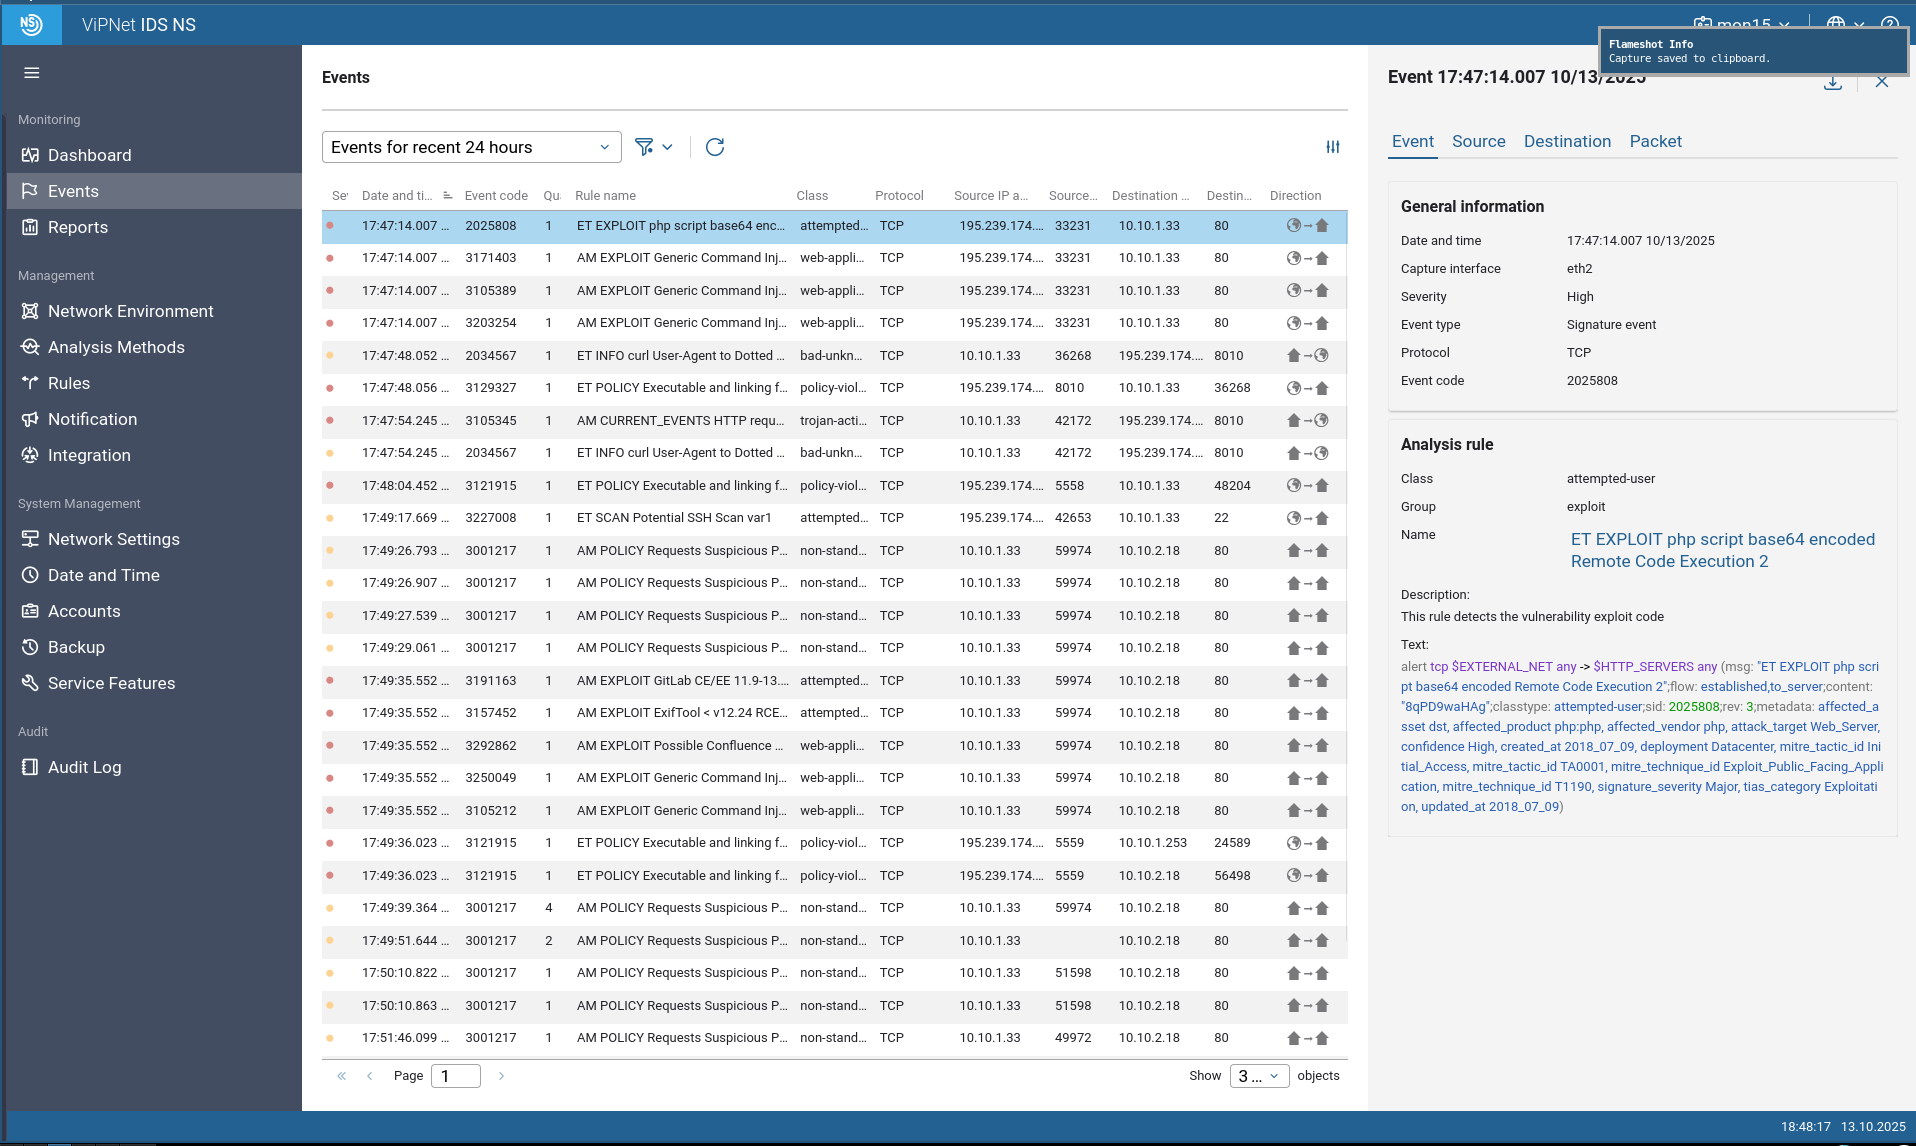 NS
ViPNet IDS NS
mon15
Flameshot Info
Capture saved to clipboard.
Monitoring
Dashboard
Events
Reports
Management
Network Environment
Analysis Methods
Rules
Notification
Integration
System Management
Network Settings
Date and Time
Accounts
Backup
Service Features
Audit
Audit Log
Events
Events for recent 24 hours
Date and ti... Event code Qu Rule name Class Protocol Source IP a... Source... Destination ... Destin... Direction
17:47:14.007 ... 2025808 1 ET EXPLOIT php script base64 enc... attempted... TCP 195.239.174.... 33231 10.10.1.33 80
17:47:14.007 ... 3171403 1 AM EXPLOIT Generic Command Inj... web-appli... TCP 195.239.174.... 33231 10.10.1.33 80
17:47:14.007 ... 3105389 1 AM EXPLOIT Generic Command Inj... web-appli... TCP 195.239.174.... 33231 10.10.1.33 80
17:47:14.007 ... 3203254 1 AM EXPLOIT Generic Command Inj... web-appli... TCP 195.239.174.... 33231 10.10.1.33 80
17:47:48.052 ... 2034567 1 ET INFO curl User-Agent to Dotted ... bad-unkn... TCP 10.10.1.33 36268 195.239.174.... 8010
17:47:48.056 ... 3129327 1 ET POLICY Executable and linking f... policy-viol... TCP 195.239.174.... 8010 10.10.1.33 36268
17:47:54.245 ... 3105345 1 AM CURRENT_EVENTS HTTP requ... trojan-acti... TCP 10.10.1.33 42172 195.239.174.... 8010
17:47:54.245 ... 2034567 1 ET INFO curl User-Agent to Dotted ... bad-unkn... TCP 10.10.1.33 42172 195.239.174.... 8010
17:48:04.452 ... 3121915 1 ET POLICY Executable and linking f... policy-viol... TCP 195.239.174.... 5558 10.10.1.33 48204
17:49:17.669 ... 3227008 1 ET SCAN Potential SSH Scan var1 attempted... TCP 195.239.174.... 42653 10.10.1.33 22
17:49:26.793 ... 3001217 1 AM POLICY Requests Suspicious P... non-stand... TCP 10.10.1.33 59974 10.10.2.18 80
17:49:26.907 ... 3001217 1 AM POLICY Requests Suspicious P... non-stand... TCP 10.10.1.33 59974 10.10.2.18 80
17:49:27.539 ... 3001217 1 AM POLICY Requests Suspicious P... non-stand... TCP 10.10.1.33 59974 10.10.2.18 80
17:49:29.061 ... 3001217 1 AM POLICY Requests Suspicious P... non-stand... TCP 10.10.1.33 59974 10.10.2.18 80
17:49:35.552 ... 3191163 1 AM EXPLOIT GitLab CE/EE 11.9-13.... attempted... TCP 10.10.1.33 59974 10.10.2.18 80
17:49:35.552 ... 3157452 1 AM EXPLOIT ExifTool < v12.24 RCE... attempted... TCP 10.10.1.33 59974 10.10.2.18 80
17:49:35.552 ... 3292862 1 AM EXPLOIT Possible Confluence ... web-appli... TCP 10.10.1.33 59974 10.10.2.18 80
17:49:35.552 ... 3250049 1 AM EXPLOIT Generic Command Inj... web-appli... TCP 10.10.1.33 59974 10.10.2.18 80
17:49:35.552 ... 3105212 1 AM EXPLOIT Generic Command Inj... web-appli... TCP 10.10.1.33 59974 10.10.2.18 80
17:49:36.023 ... 3121915 1 ET POLICY Executable and linking f... policy-viol... TCP 195.239.174.... 5559 10.10.1.253 24589
17:49:36.023 ... 3121915 1 ET POLICY Executable and linking f... policy-viol... TCP 195.239.174.... 5559 10.10.2.18 56498
17:49:39.364 ... 3001217 4 AM POLICY Requests Suspicious P... non-stand... TCP 10.10.1.33 59974 10.10.2.18 80
17:49:51.644 ... 3001217 2 AM POLICY Requests Suspicious P... non-stand... TCP 10.10.1.33 10.10.2.18 80
17:50:10.822 ... 3001217 1 AM POLICY Requests Suspicious P... non-stand... TCP 10.10.1.33 51598 10.10.2.18 80
17:50:10.863 ... 3001217 1 AM POLICY Requests Suspicious P... non-stand... TCP 10.10.1.33 51598 10.10.2.18 80
17:51:46.099 ... 3001217 1 AM POLICY Requests Suspicious P... non-stand... TCP 10.10.1.33 49972 10.10.2.18 80
Page 1
Show 3 ... objects
Event 17:47:14.007 10/13/2025
Event Source Destination Packet
General information
Date and time 17:47:14.007 10/13/2025
Capture interface eth2
Severity High
Event type Signature event
Protocol TCP
Event code 2025808
Analysis rule
Class attempted-user
Group exploit
Name ET EXPLOIT php script base64 encoded
Remote Code Execution 2
Description:
This rule detects the vulnerability exploit code
Text:
alert tcp $EXTERNAL_NET any -> $HTTP_SERVERS any (msg: "ET EXPLOIT php scri
pt base64 encoded Remote Code Execution 2";flow: established,to_server;content:
"8qPD9waHAg";classtype: attempted-user;sid: 2025808;rev: 3;metadata: affected_a
sset dst, affected_product php:php, affected_vendor php, attack_target Web_Server,
confidence High, created_at 2018_07_09, deployment Datacenter, mitre_tactic_id Ini
tial_Access, mitre_tactic_id TA0001, mitre_technique_id Exploit_Public_Facing_Appli
cation, mitre_technique_id T1190, signature_severity Major, tias_category Exploitati
on, updated_at 2018_07_09)
18:48:17 13.10.2025